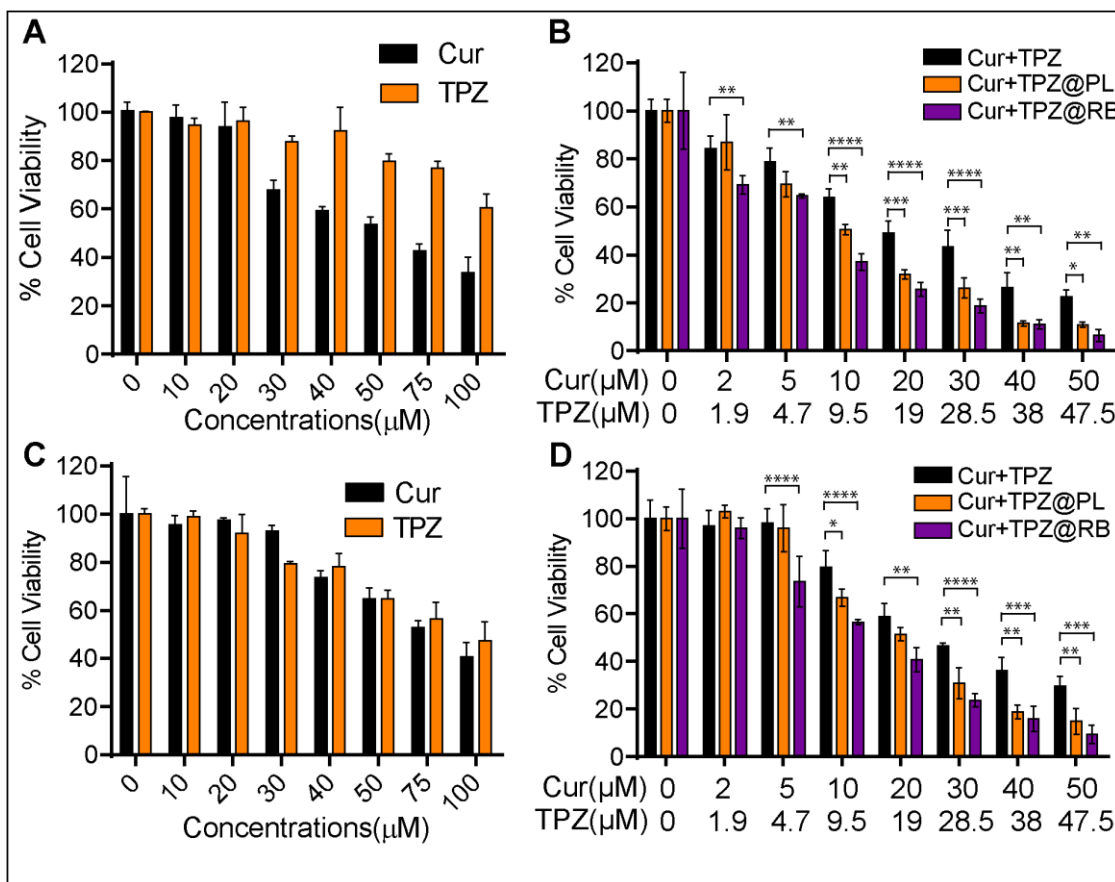 A
Cur
TPZ
% Cell Viability
120
100
80
60
40
20
0
0
10
20
30
40
50
75
100
Concentrations(μM)
B
Cur+TPZ
Cur+TPZ@PL
Cur+TPZ@RB
% Cell Viability
120
100
80
60
40
20
0
**
**
****
**
****
***
****
***
**
**
**
*
Cur(μM) 0 2 5 10 20 30 40 50
TPZ(μM) 0 1.9 4.7 9.5 19 28.5 38 47.5
C
Cur
TPZ
% Cell Viability
120
100
80
60
40
20
0
0
10
20
30
40
50
75
100
Concentrations(μM)
D
Cur+TPZ
Cur+TPZ@PL
Cur+TPZ@RB
% Cell Viability
120
100
80
60
40
20
0
****
****
*
**
****
**
***
**
***
**
Cur(μM) 0 2 5 10 20 30 40 50
TPZ(μM) 0 1.9 4.7 9.5 19 28.5 38 47.5